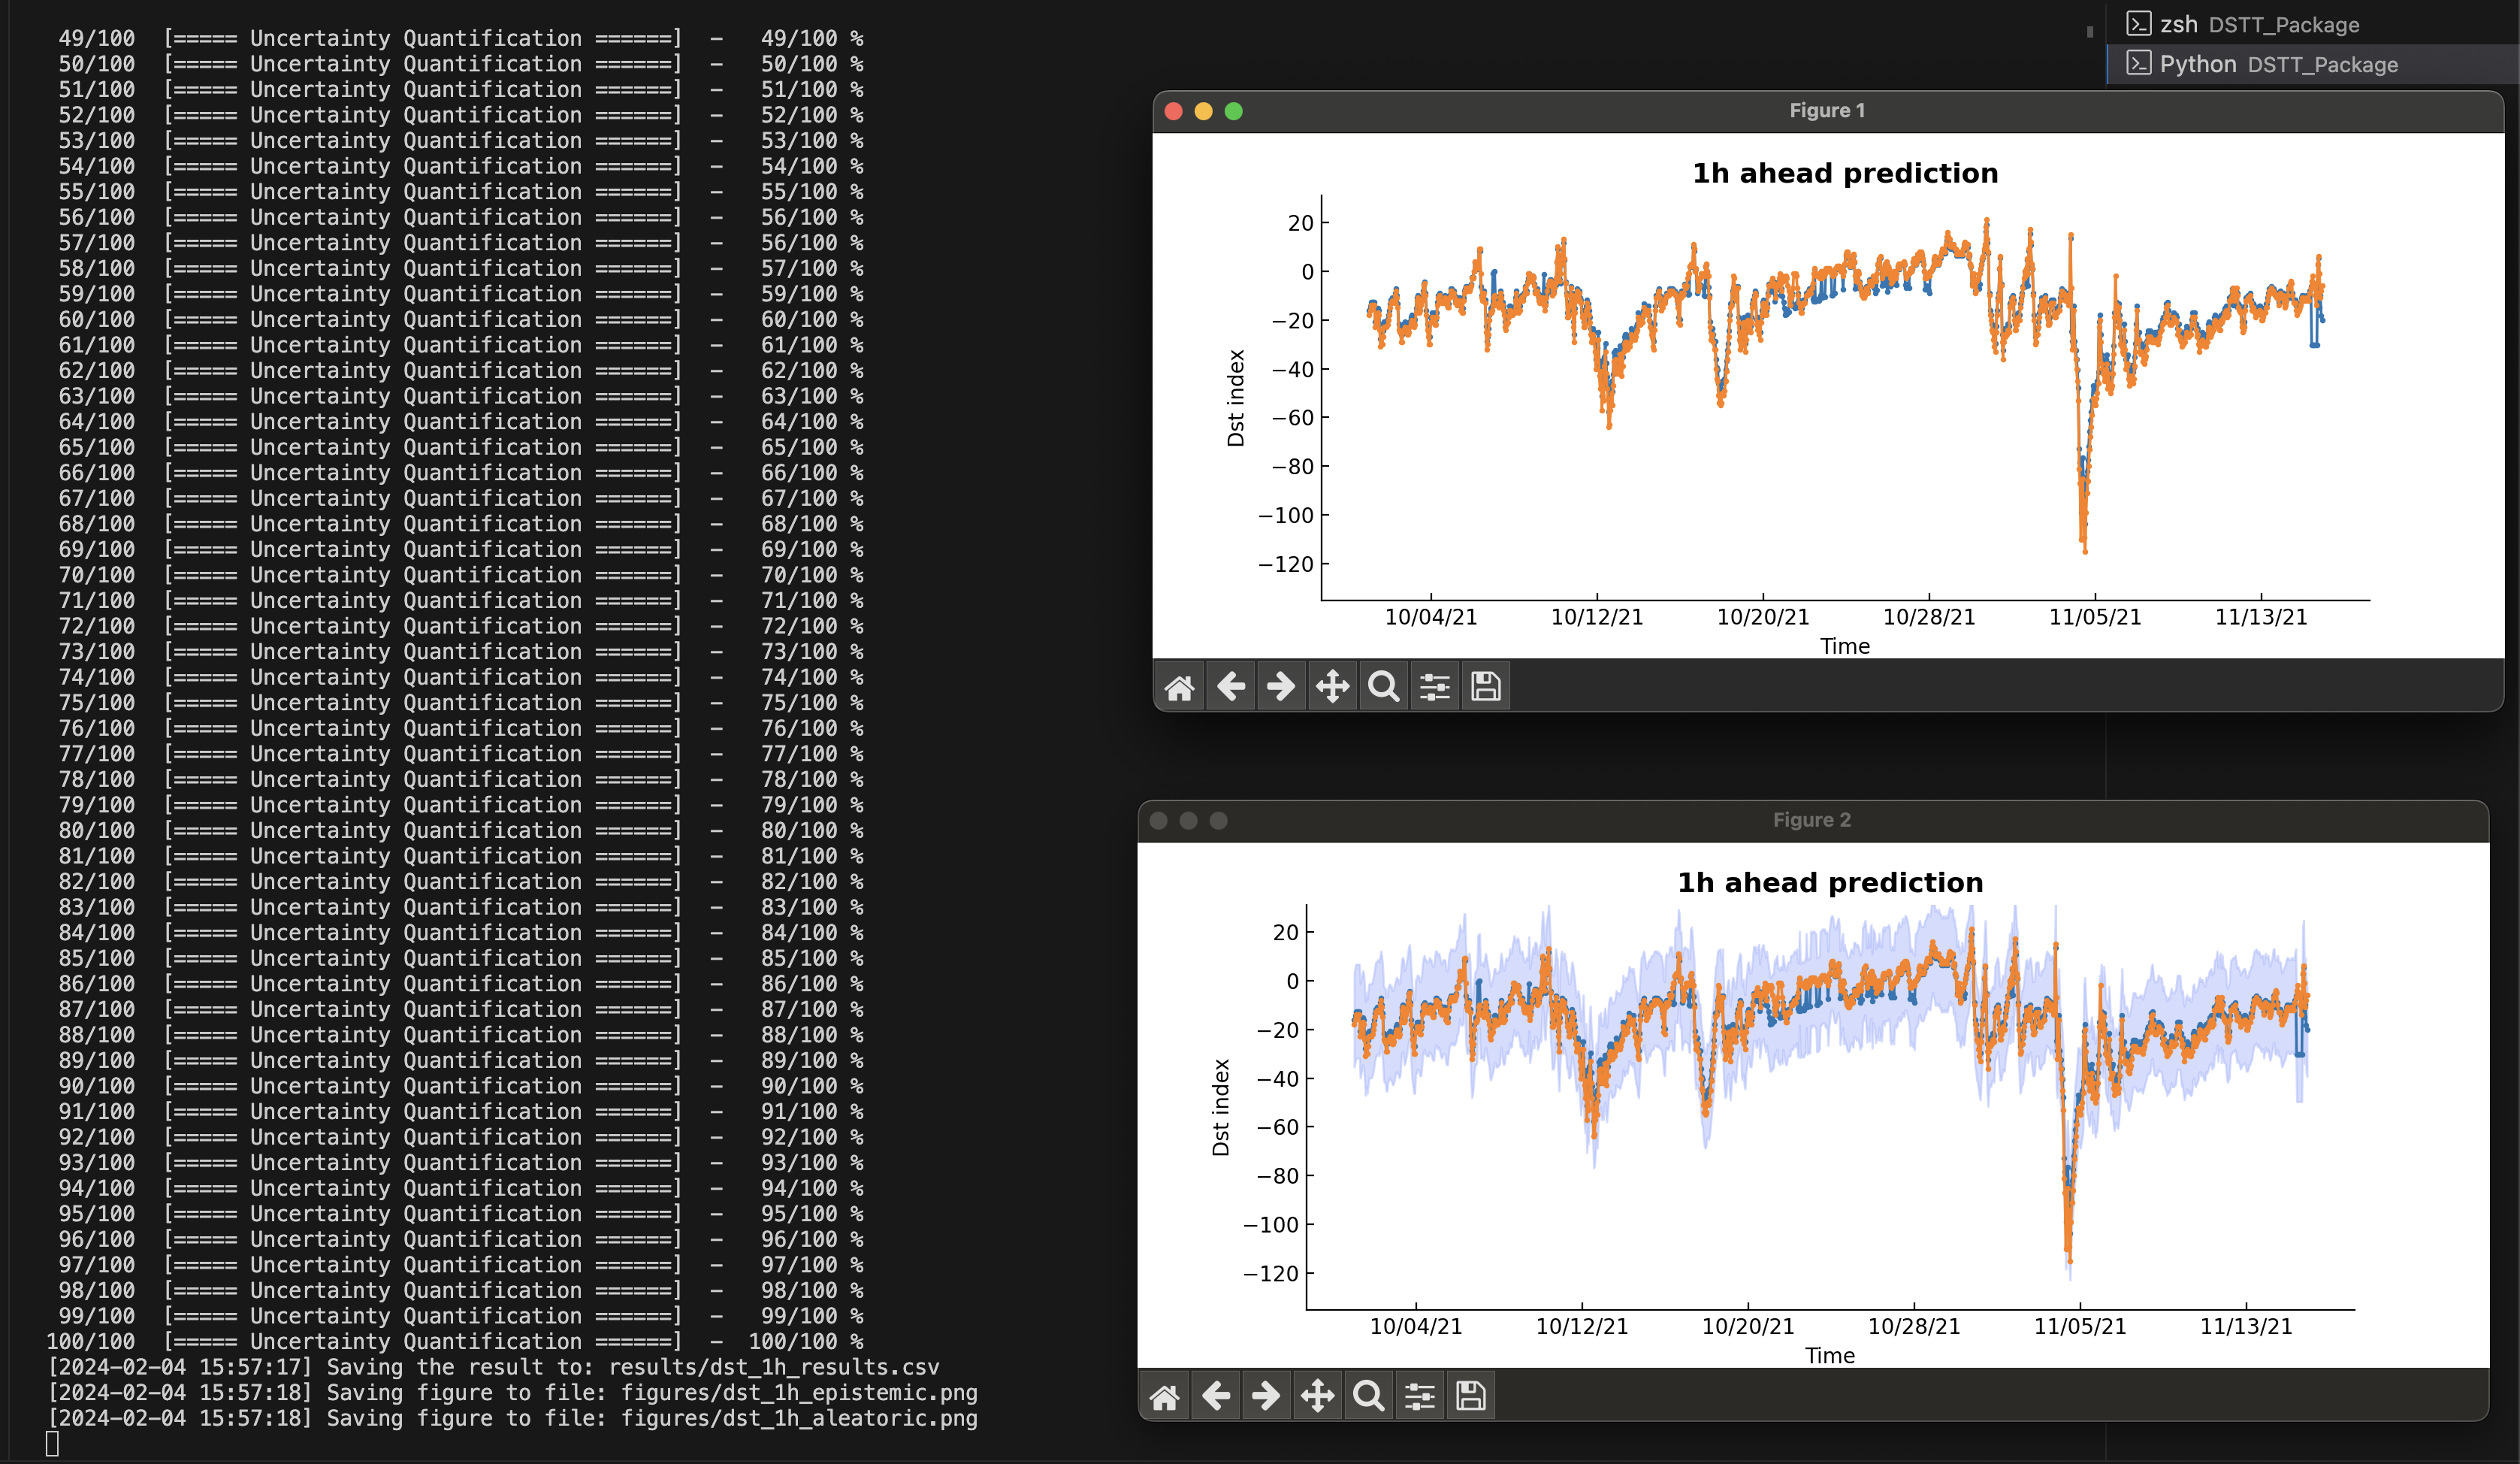 49/100 [===== Uncertainty Quantification ======] - 49/100 %
50/100 [===== Uncertainty Quantification ======] - 50/100 %
51/100 [===== Uncertainty Quantification ======] - 51/100 %
52/100 [===== Uncertainty Quantification ======] - 52/100 %
53/100 [===== Uncertainty Quantification ======] - 53/100 %
54/100 [===== Uncertainty Quantification ======] - 54/100 %
55/100 [===== Uncertainty Quantification ======] - 55/100 %
56/100 [===== Uncertainty Quantification ======] - 56/100 %
57/100 [===== Uncertainty Quantification ======] - 56/100 %
58/100 [===== Uncertainty Quantification ======] - 57/100 %
59/100 [===== Uncertainty Quantification ======] - 59/100 %
60/100 [===== Uncertainty Quantification ======] - 60/100 %
61/100 [===== Uncertainty Quantification ======] - 61/100 %
62/100 [===== Uncertainty Quantification ======] - 62/100 %
63/100 [===== Uncertainty Quantification ======] - 63/100 %
64/100 [===== Uncertainty Quantification ======] - 64/100 %
65/100 [===== Uncertainty Quantification ======] - 65/100 %
66/100 [===== Uncertainty Quantification ======] - 66/100 %
67/100 [===== Uncertainty Quantification ======] - 67/100 %
68/100 [===== Uncertainty Quantification ======] - 68/100 %
69/100 [===== Uncertainty Quantification ======] - 69/100 %
70/100 [===== Uncertainty Quantification ======] - 70/100 %
71/100 [===== Uncertainty Quantification ======] - 71/100 %
72/100 [===== Uncertainty Quantification ======] - 72/100 %
73/100 [===== Uncertainty Quantification ======] - 73/100 %
74/100 [===== Uncertainty Quantification ======] - 74/100 %
75/100 [===== Uncertainty Quantification ======] - 75/100 %
76/100 [===== Uncertainty Quantification ======] - 76/100 %
77/100 [===== Uncertainty Quantification ======] - 77/100 %
78/100 [===== Uncertainty Quantification ======] - 78/100 %
79/100 [===== Uncertainty Quantification ======] - 79/100 %
80/100 [===== Uncertainty Quantification ======] - 80/100 %
81/100 [===== Uncertainty Quantification ======] - 81/100 %
82/100 [===== Uncertainty Quantification ======] - 82/100 %
83/100 [===== Uncertainty Quantification ======] - 83/100 %
84/100 [===== Uncertainty Quantification ======] - 84/100 %
85/100 [===== Uncertainty Quantification ======] - 85/100 %
86/100 [===== Uncertainty Quantification ======] - 86/100 %
87/100 [===== Uncertainty Quantification ======] - 87/100 %
88/100 [===== Uncertainty Quantification ======] - 88/100 %
89/100 [===== Uncertainty Quantification ======] - 89/100 %
90/100 [===== Uncertainty Quantification ======] - 90/100 %
91/100 [===== Uncertainty Quantification ======] - 91/100 %
92/100 [===== Uncertainty Quantification ======] - 92/100 %
93/100 [===== Uncertainty Quantification ======] - 93/100 %
94/100 [===== Uncertainty Quantification ======] - 94/100 %
95/100 [===== Uncertainty Quantification ======] - 95/100 %
96/100 [===== Uncertainty Quantification ======] - 96/100 %
97/100 [===== Uncertainty Quantification ======] - 97/100 %
98/100 [===== Uncertainty Quantification ======] - 98/100 %
99/100 [===== Uncertainty Quantification ======] - 99/100 %
100/100 [===== Uncertainty Quantification ======] - 100/100 %
[2024-02-04 15:57:17] Saving the result to: results/dst_1h_results.csv
[2024-02-04 15:57:18] Saving figure to file: figures/dst_1h_epistemic.png
[2024-02-04 15:57:18] Saving figure to file: figures/dst_1h_aleatoric.png
zsh DSTT_Package
Python DSTT_Package
Figure 1
1h ahead prediction
20
0
−20
−40
−60
−80
−100
−120
Dst index
10/04/21 10/12/21 10/20/21 10/28/21 11/05/21 11/13/21
Time
Figure 2
1h ahead prediction
20
0
−20
−40
−60
−80
−100
−120
Dst index
10/04/21 10/12/21 10/20/21 10/28/21 11/05/21 11/13/21
Time